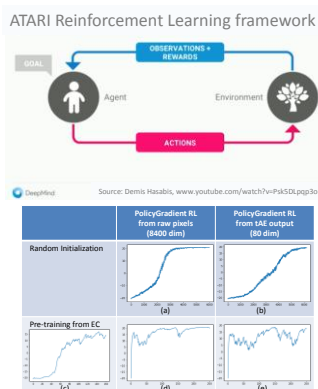 ATARI Reinforcement Learning framework
OBSERVATIONS +
REWARDS
GOAL
Agent
Environment
ACTIONS
DeepMind
Source: Demis Hasabis, www.youtube.com/watch?v=PskSDLpqp3o
PolicyGradient RL
from raw pixels
(8400 dim)
PolicyGradient RL
from tAE output
(80 dim)
Random Initialization
(a)
(b)
Pre-training from EC
(c)
(d)
(e)